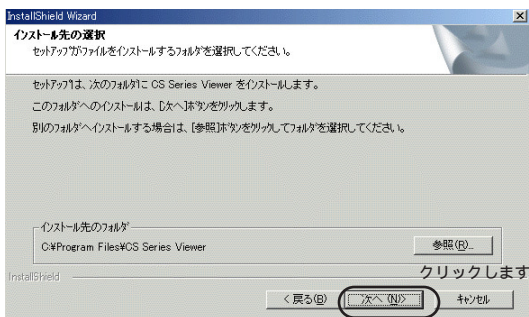 InstallShield Wizard
インストール先の選択
セットアップがファイルをインストールするフォルダを選択してください。
セットアップは、次のフォルダに CS Series Viewer をインストールします。
このフォルダへのインストールは、[次へ]ボタンをクリックします。
別のフォルダへインストールする場合は、[参照]ボタンをクリックしてフォルダを選択してください。
インストール先のフォルダ
C:¥Program Files¥CS Series Viewer
参照(R)...
クリックします
InstallShield
< 戻る(B)
次へ (N)>
キャンセル